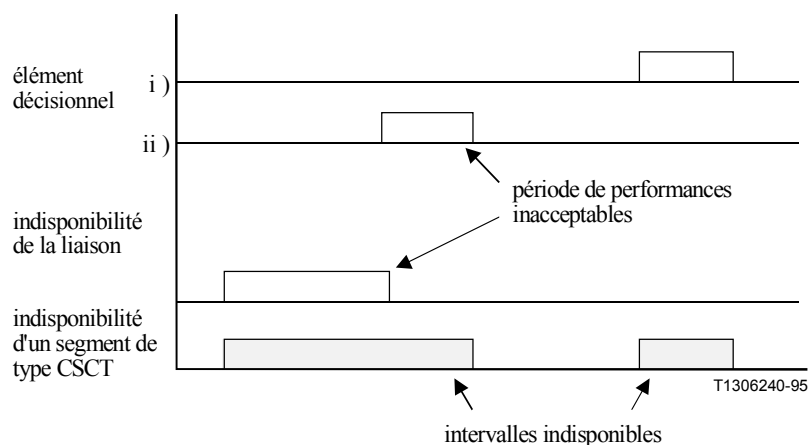 élément
décisionnel
i )
ii )
période de performances
inacceptables
indisponibilité
de la liaison
indisponibilité
d'un segment de
type CSCT
T1306240-95
intervalles indisponibles